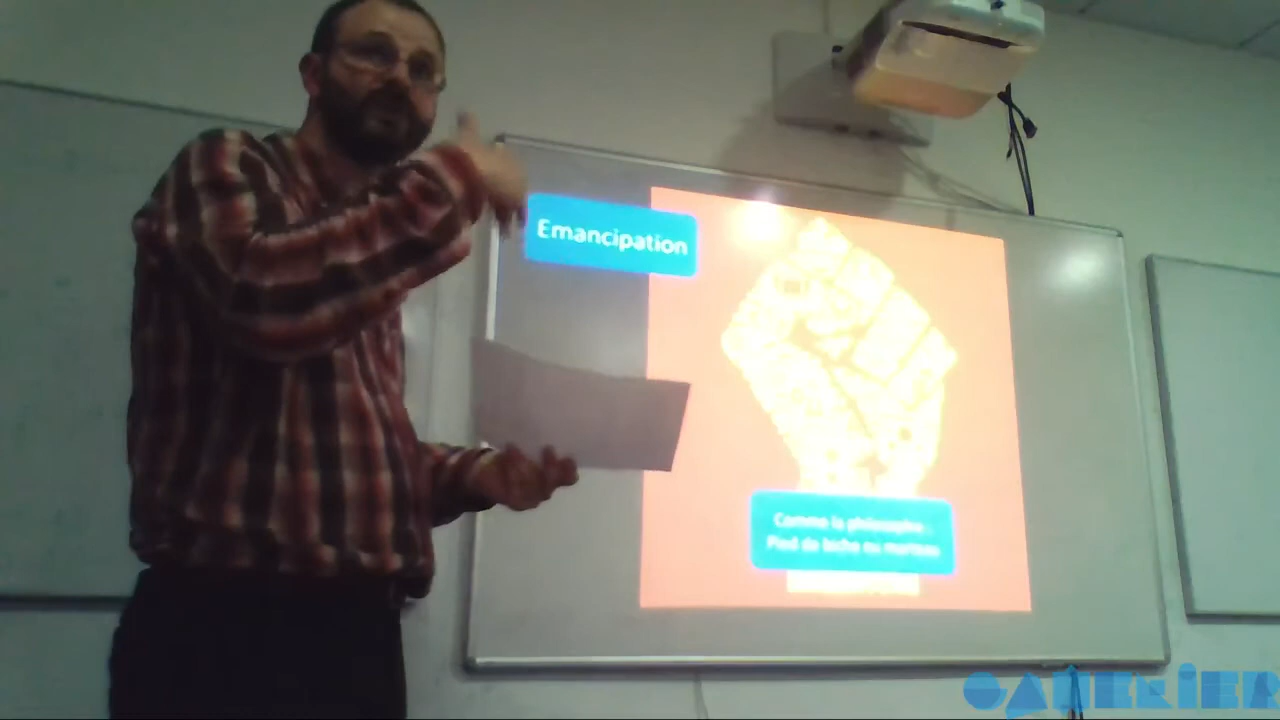 Emancipation
Comme la philosophie :
Pied de biche ou marteau